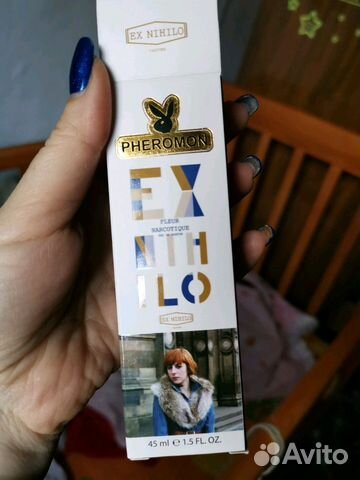 EX NIHILO
PHEROMON
EX
FLEUR
NARCOTIQUE
NIH
ILO
EX NIHILO
45 ml e 1.5 FL. OZ.
Avito